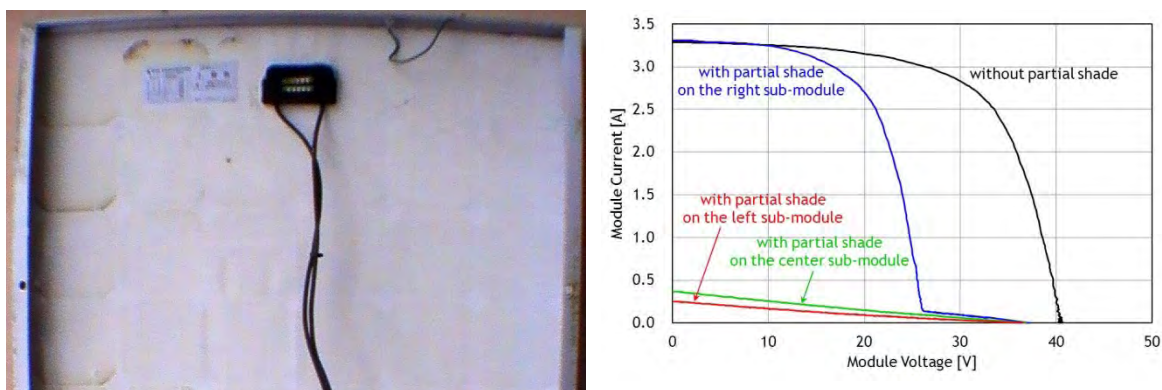 3.5
3.0
2.5
2.0
1.5
1.0
0.5
0.0
Module Current [A]
with partial shade
on the right sub-module
without partial shade
with partial shade
on the left sub-module
with partial shade
on the center sub-module
0
10
20
30
40
50
Module Voltage [V]